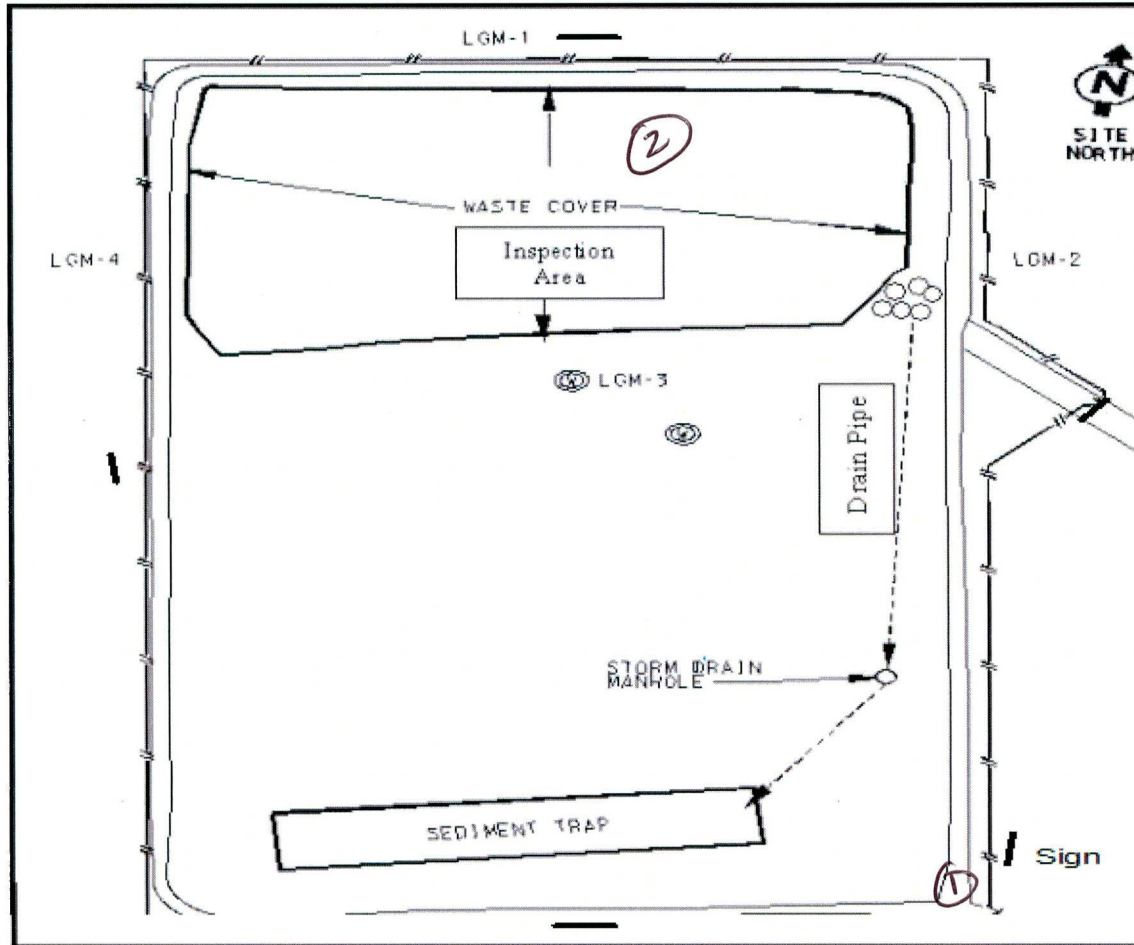 LGM-1
N
SITE
NORTH
2
WASTE COVER
Inspection
Area
LGM-4
LGM-2
LGM-3
Drain Pipe
STORM DRAIN
MANHOLE
SEDIMENT TRAP
Sign
1